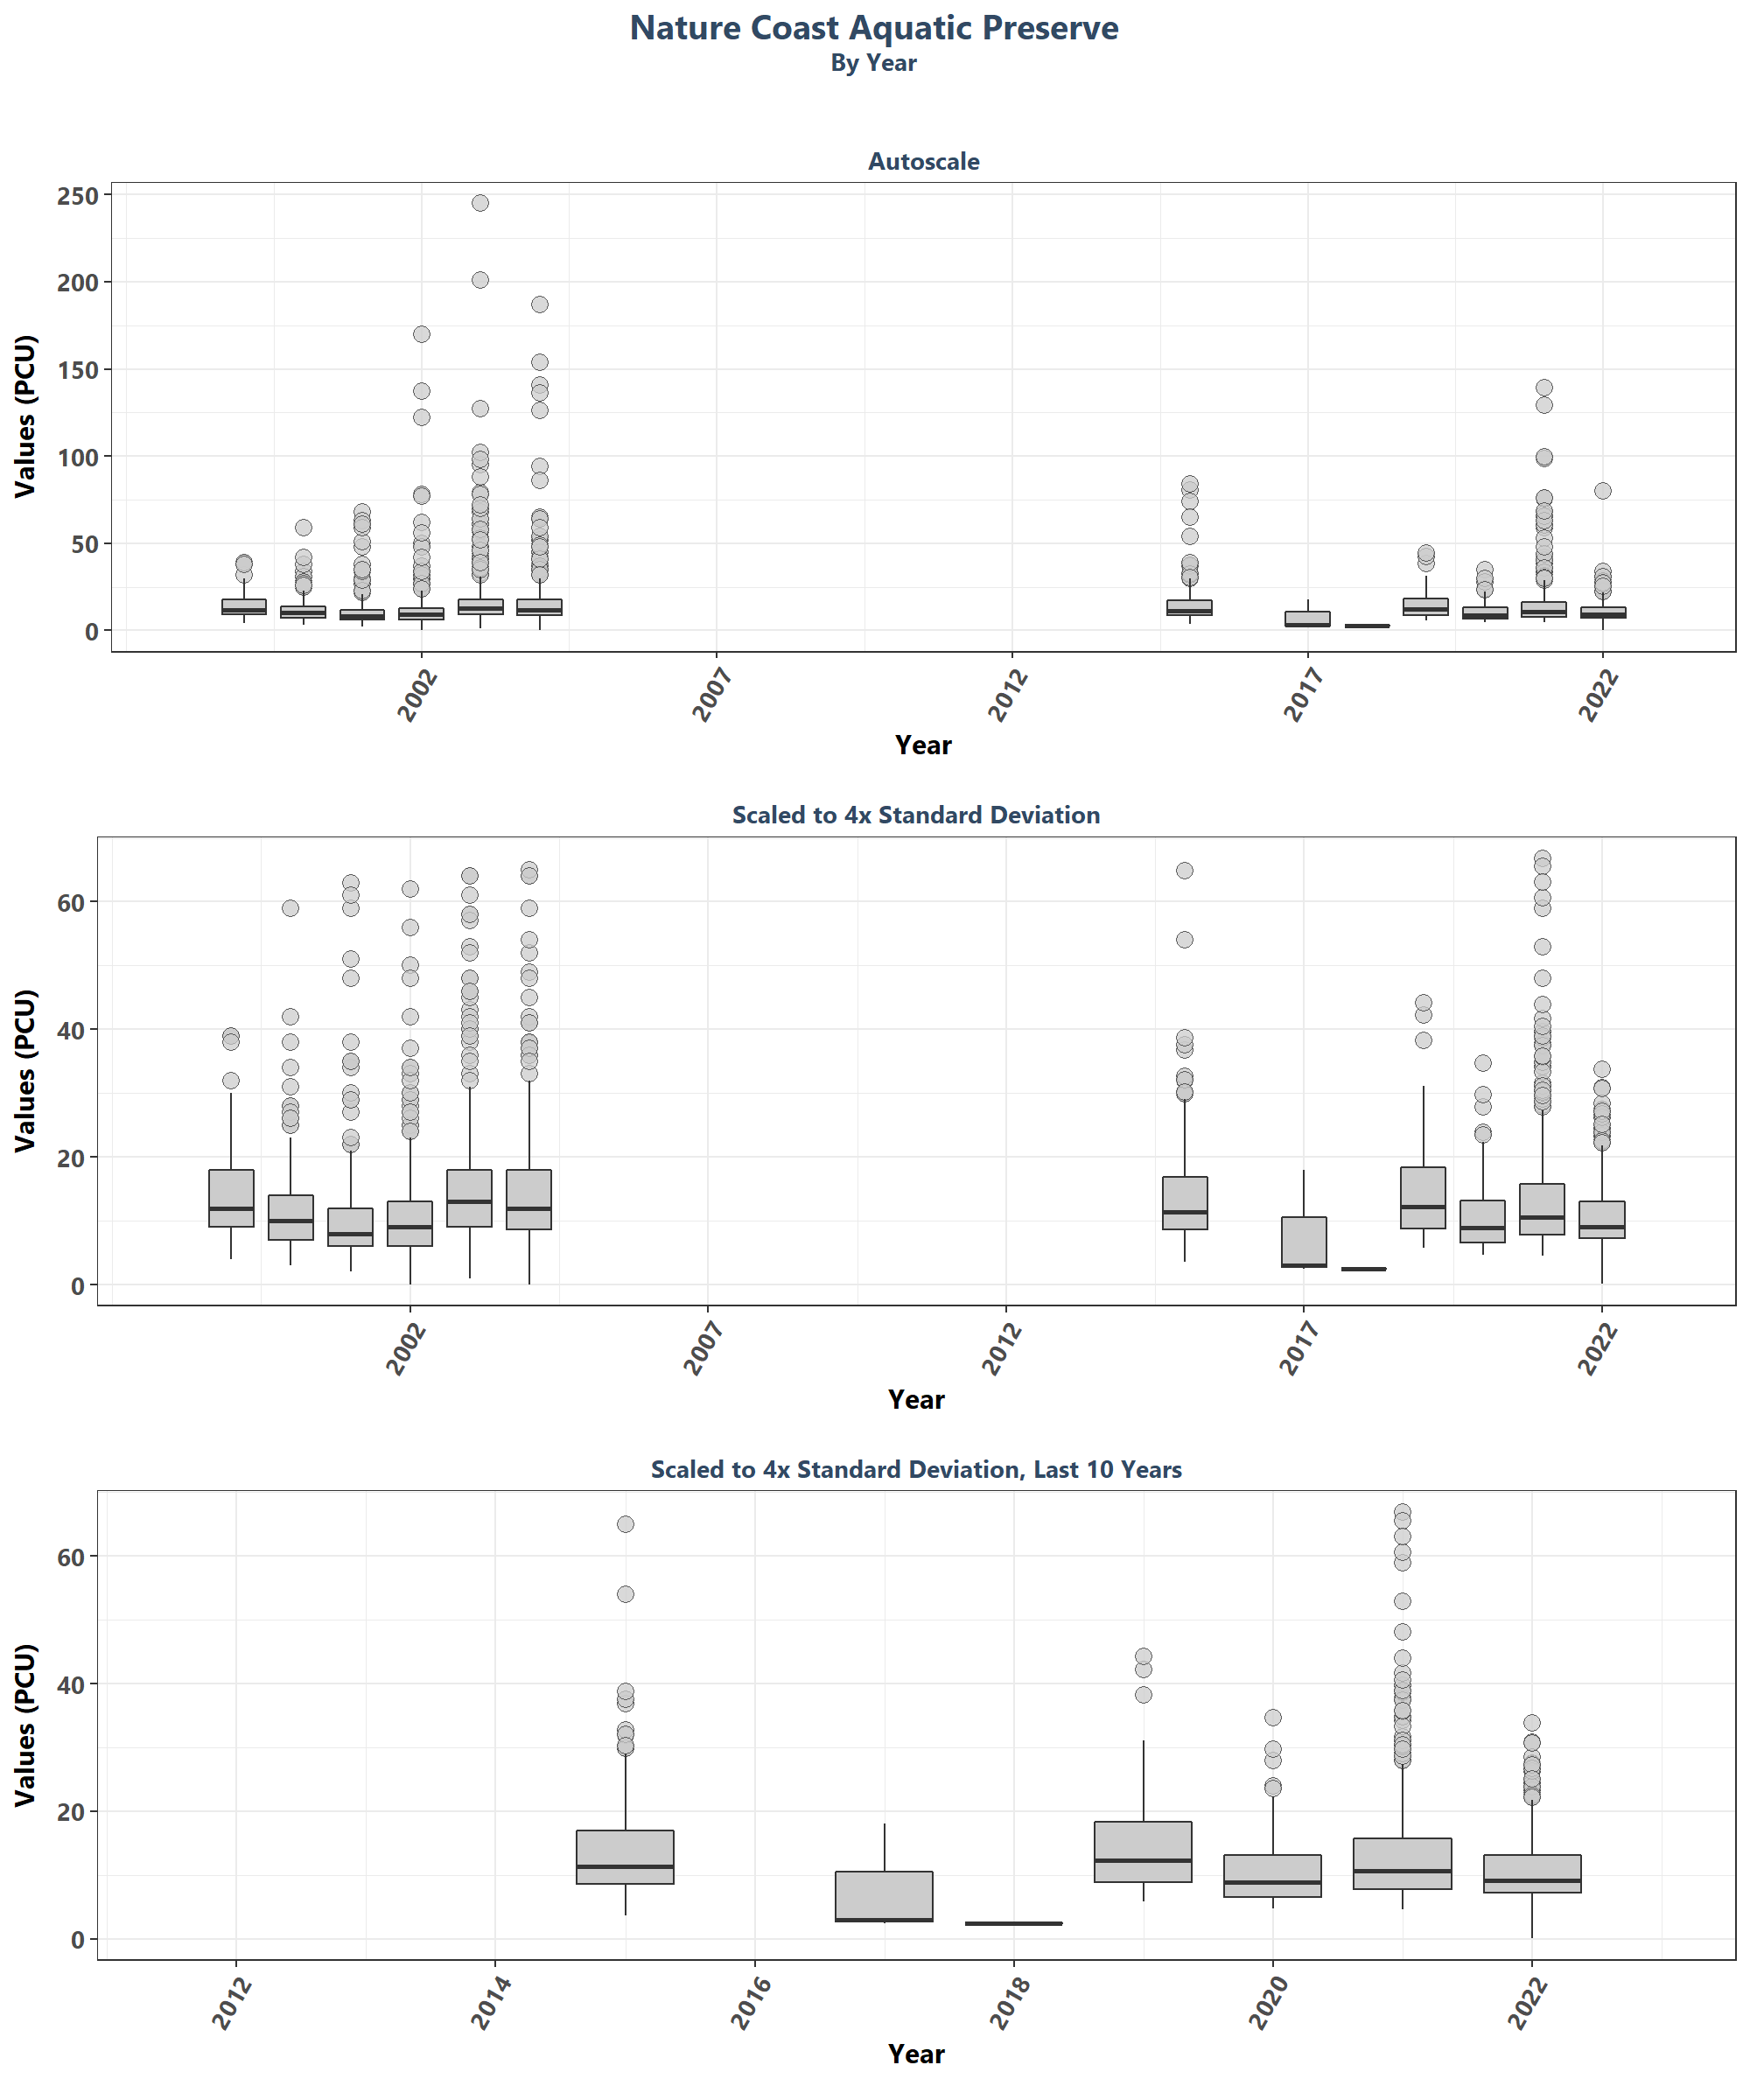 Nature Coast Aquatic Preserve
By Year
Autoscale
Values (PCU)
250
200
150
100
50
0
2002
2007
2012
2017
2022
Year
Scaled to 4x Standard Deviation
Values (PCU)
60
40
20
0
2002
2007
2012
2017
2022
Year
Scaled to 4x Standard Deviation, Last 10 Years
Values (PCU)
60
40
20
0
2012
2014
2016
2018
2020
2022
Year